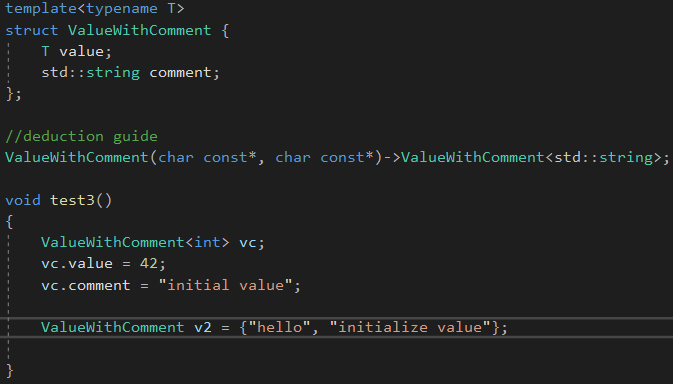 template<typename T>
struct ValueWithComment {
    T value;
    std::string comment;
};
//deduction guide
ValueWithComment(char const*, char const*)->ValueWithComment<std::string>;
void test3()
{
    ValueWithComment<int> vc;
    vc.value = 42;
    vc.comment = "initial value";
    ValueWithComment v2 = {"hello", "initialize value"};
}